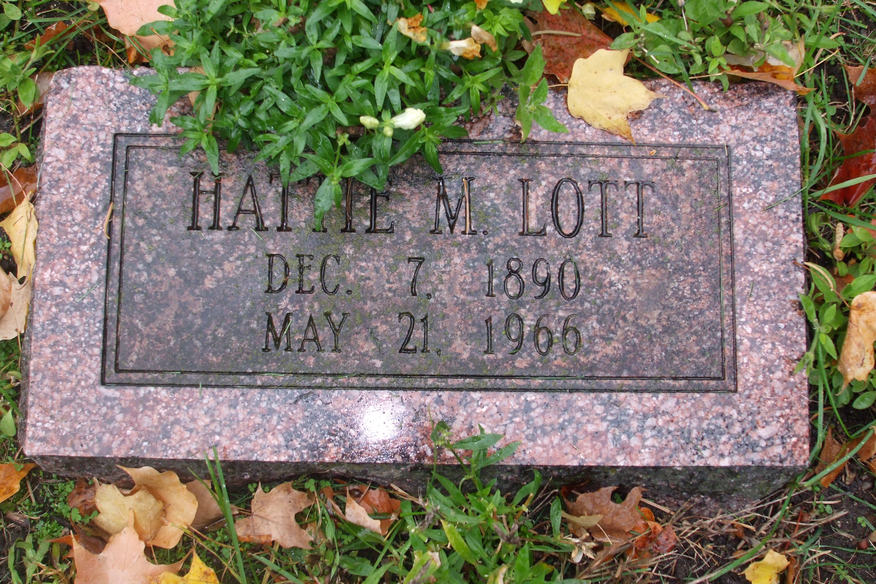 HATTIE M. LOTT
DEC. 7. 1890
MAY 21. 1966